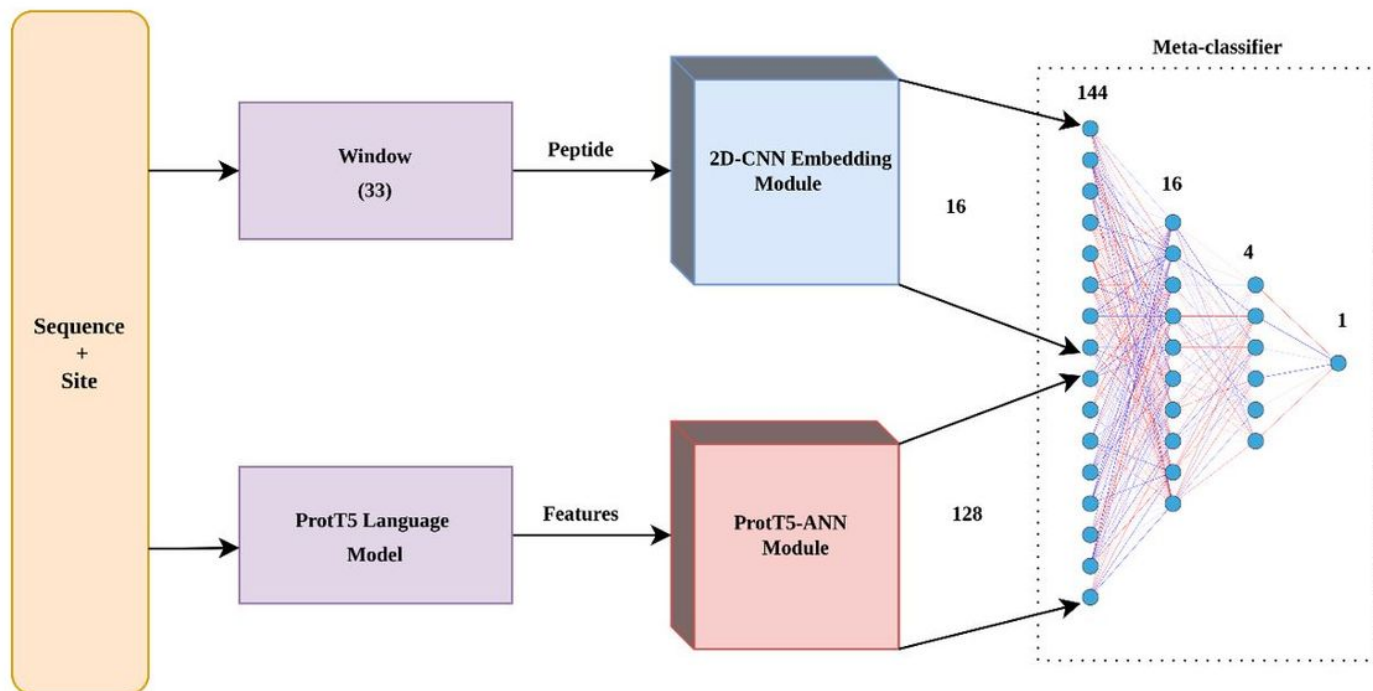 Sequence
+
Site
Window
(33)
Peptide
2D-CNN Embedding
Module
16
ProtT5 Language
Model
Features
ProtT5-ANN
Module
128
Meta-classifier
144
16
4
1